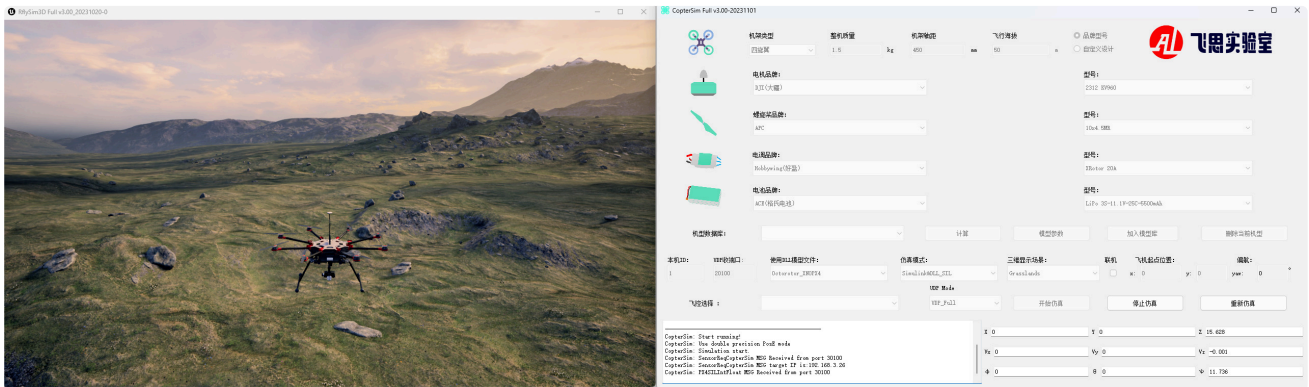 flflySim3D Full v3.00_20231020-0
CopterSim Full v3.00-20231101
机架类型 整机质量 机架轴距 飞行海拔 品牌型号
四旋翼 1.5 kg 450 mm 50 m 自定义设计
飞思实验室
电机品牌: 型号:
DJI(大疆) 2312 KV960
螺旋桨品牌: 型号:
APC 10x4.5MR
电调品牌: 型号:
Hobbywing(好盈) XRotor 20A
电池品牌: 型号:
ACE(格氏电池) LiPo 3S-11.1V-25C-5500mAh
机型数据库: 计算 模型参数 加入模型库 删除当前机型
本机ID: UDP收端口: 使用DLL模型文件: 仿真模式: 三维显示场景: 联机 飞机起点位置: 偏航:
1 20100 Octorotor_XNOPX4 Simulink&DLL_SIL Grasslands x: 0 y: 0 yaw: 0 °
UDP Mode
飞控选择 : UDP_Full 开始仿真 停止仿真 重新仿真
CopterSim: Start running!
CopterSim: Use double precision PosE mode
CopterSim: Simulation start.
CopterSim: SensorReqCopterSim MSG Received from port 30100
CopterSim: SensorReqCopterSim MSG target IP is:192.168.3.26
CopterSim: PX4SILIntFloat MSG Received from port 30100
X 0 Y 0 Z 15.628
Vx 0 Vy 0 Vz -0.001
Φ 0 θ 0 Ψ 11.736